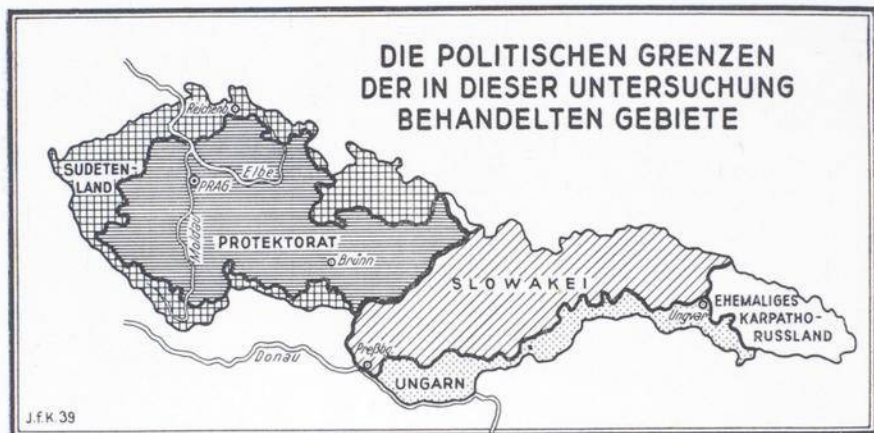 DIE POLITISCHEN GRENZEN
DER IN DIESER UNTERSUCHUNG
BEHANDELTEN GEBIETE
Reichenb.
SUDETEN-
LAND
Elbe
PRAG
Moldau
PROTEKTORAT
Brünn
SLOWAKEI
EHEMALIGES
KARPATHO-
RUSSLAND
Ungvar
Donau
Preßbg.
UNGARN
J.f.K. 39